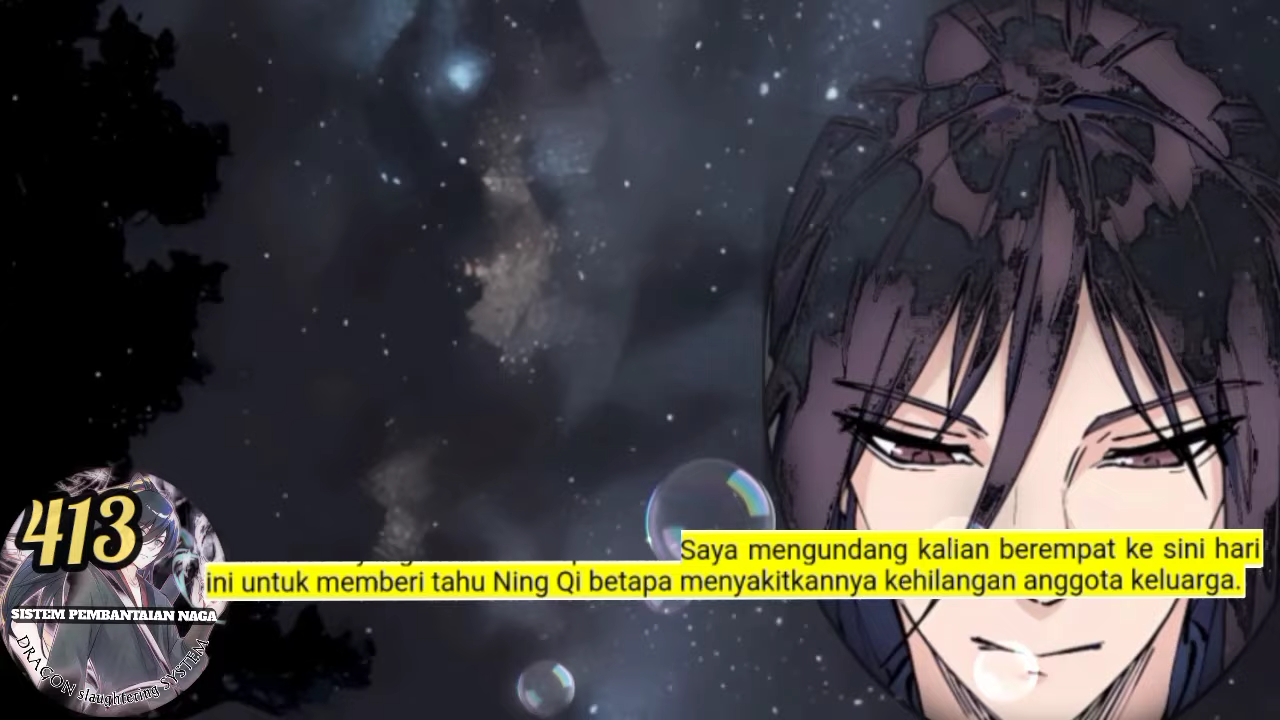 Saya mengundang kalian berempat ke sini hari
ini untuk memberi tahu Ning Qi betapa menyakitkannya kehilangan anggota keluarga.
413
SISTEM PEMBANTAIAN NAGA
DRAGON slaughtering SYSTEM